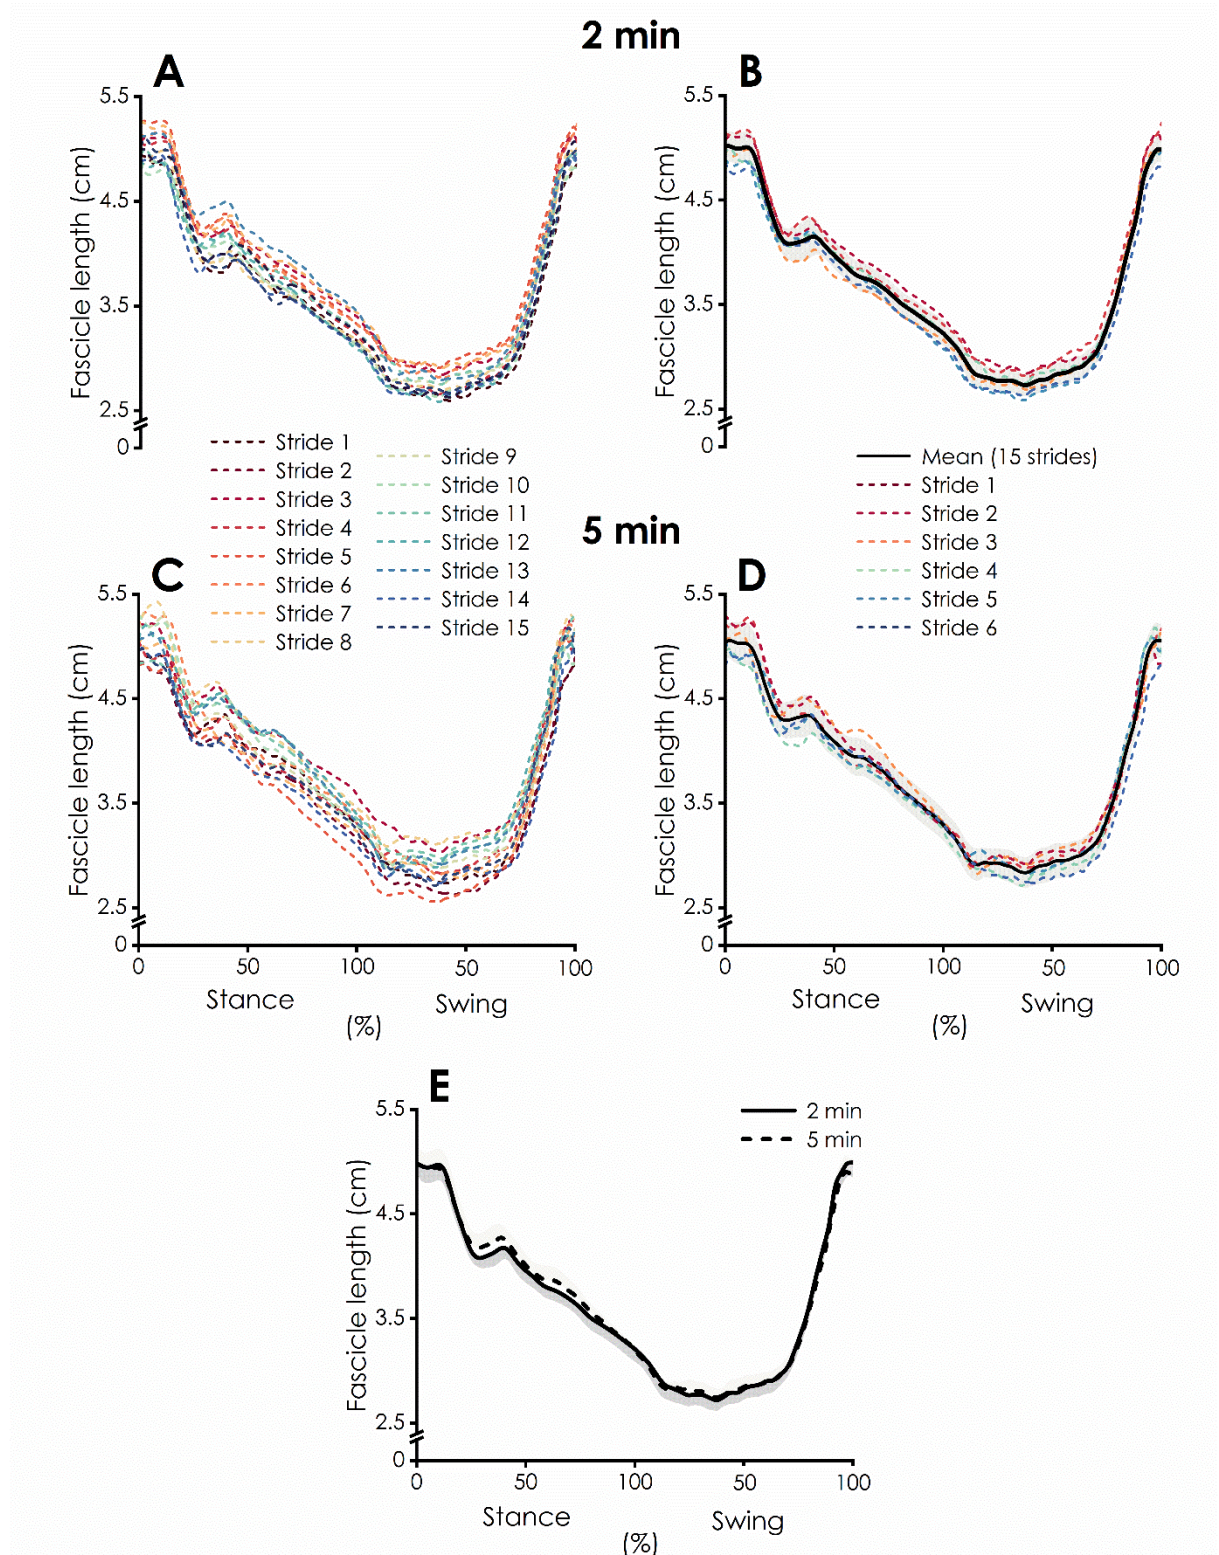 2 min
A
B
5.5
4.5
3.5
2.5
0
Fascicle length (cm)
5.5
4.5
3.5
2.5
0
Fascicle length (cm)
Stride 1
Stride 2
Stride 3
Stride 4
Stride 5
Stride 6
Stride 7
Stride 8
Stride 9
Stride 10
Stride 11
Stride 12
Stride 13
Stride 14
Stride 15
Mean (15 strides)
Stride 1
Stride 2
Stride 3
Stride 4
Stride 5
Stride 6
5 min
C
D
5.5
4.5
3.5
2.5
0
Fascicle length (cm)
0 50 100 50 100
Stance Swing
(%)
5.5
4.5
3.5
2.5
0
Fascicle length (cm)
0 50 100 50 100
Stance Swing
(%)
E
2 min
5 min
5.5
4.5
3.5
2.5
0
Fascicle length (cm)
0 50 100 50 100
Stance Swing
(%)